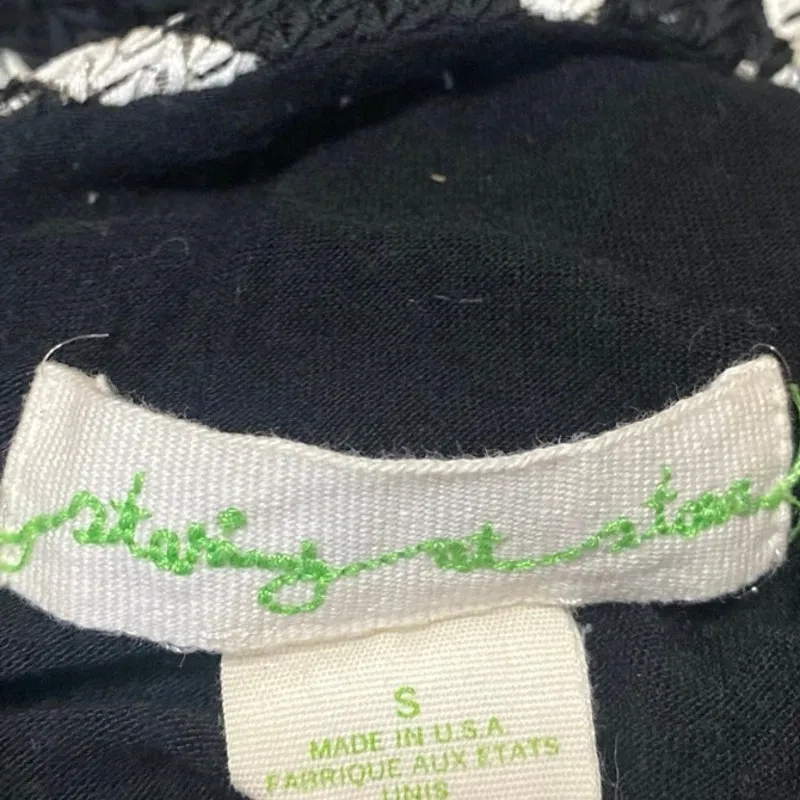 staring at stars
S
MADE IN U.S.A
FABRIQUE AUX ETATS
UNIS